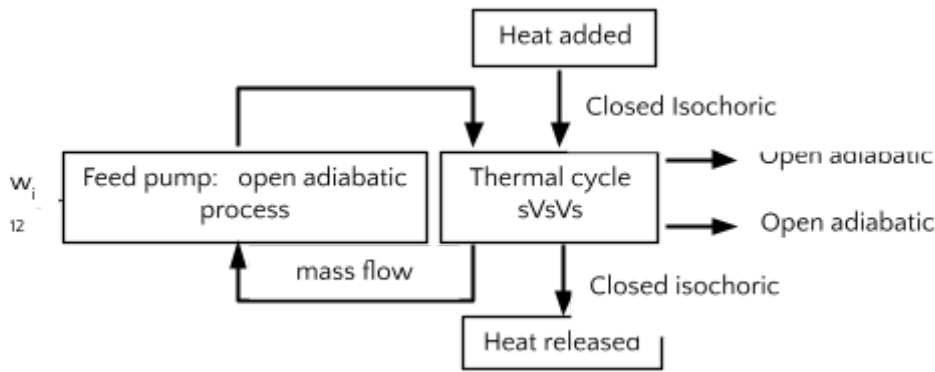 Heat added
Closed Isochoric
Open adiabatic
Feed pump: open adiabatic
process
Thermal cycle
sVsVs
w
i
12
Open adiabatic
mass flow
Closed isochoric
Heat released